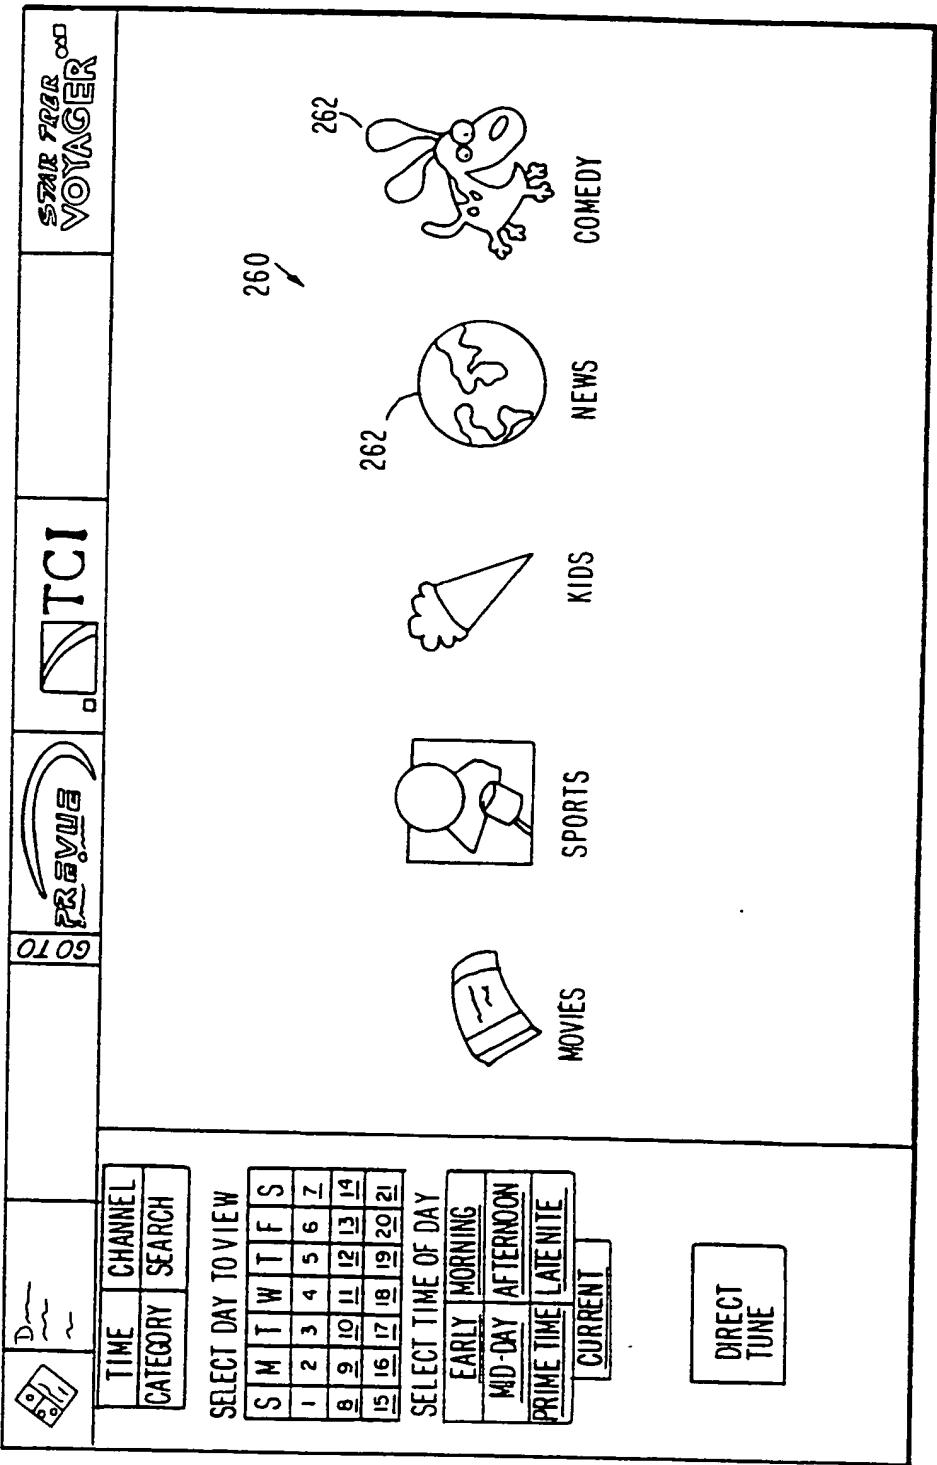 GO TO
PREVUE
TCI
STAR TREK
VOYAGER
TIME CHANNEL
CATEGORY SEARCH
SELECT DAY TO VIEW
S M T W T F S
1 2 3 4 5 6 7
8 9 10 11 12 13 14
15 16 17 18 19 20 21
SELECT TIME OF DAY
EARLY MORNING
MID-DAY AFTERNOON
PRIME TIME LATENITE
CURRENT
DIRECT
TUNE
260
262
262
MOVIES
SPORTS
KIDS
NEWS
COMEDY